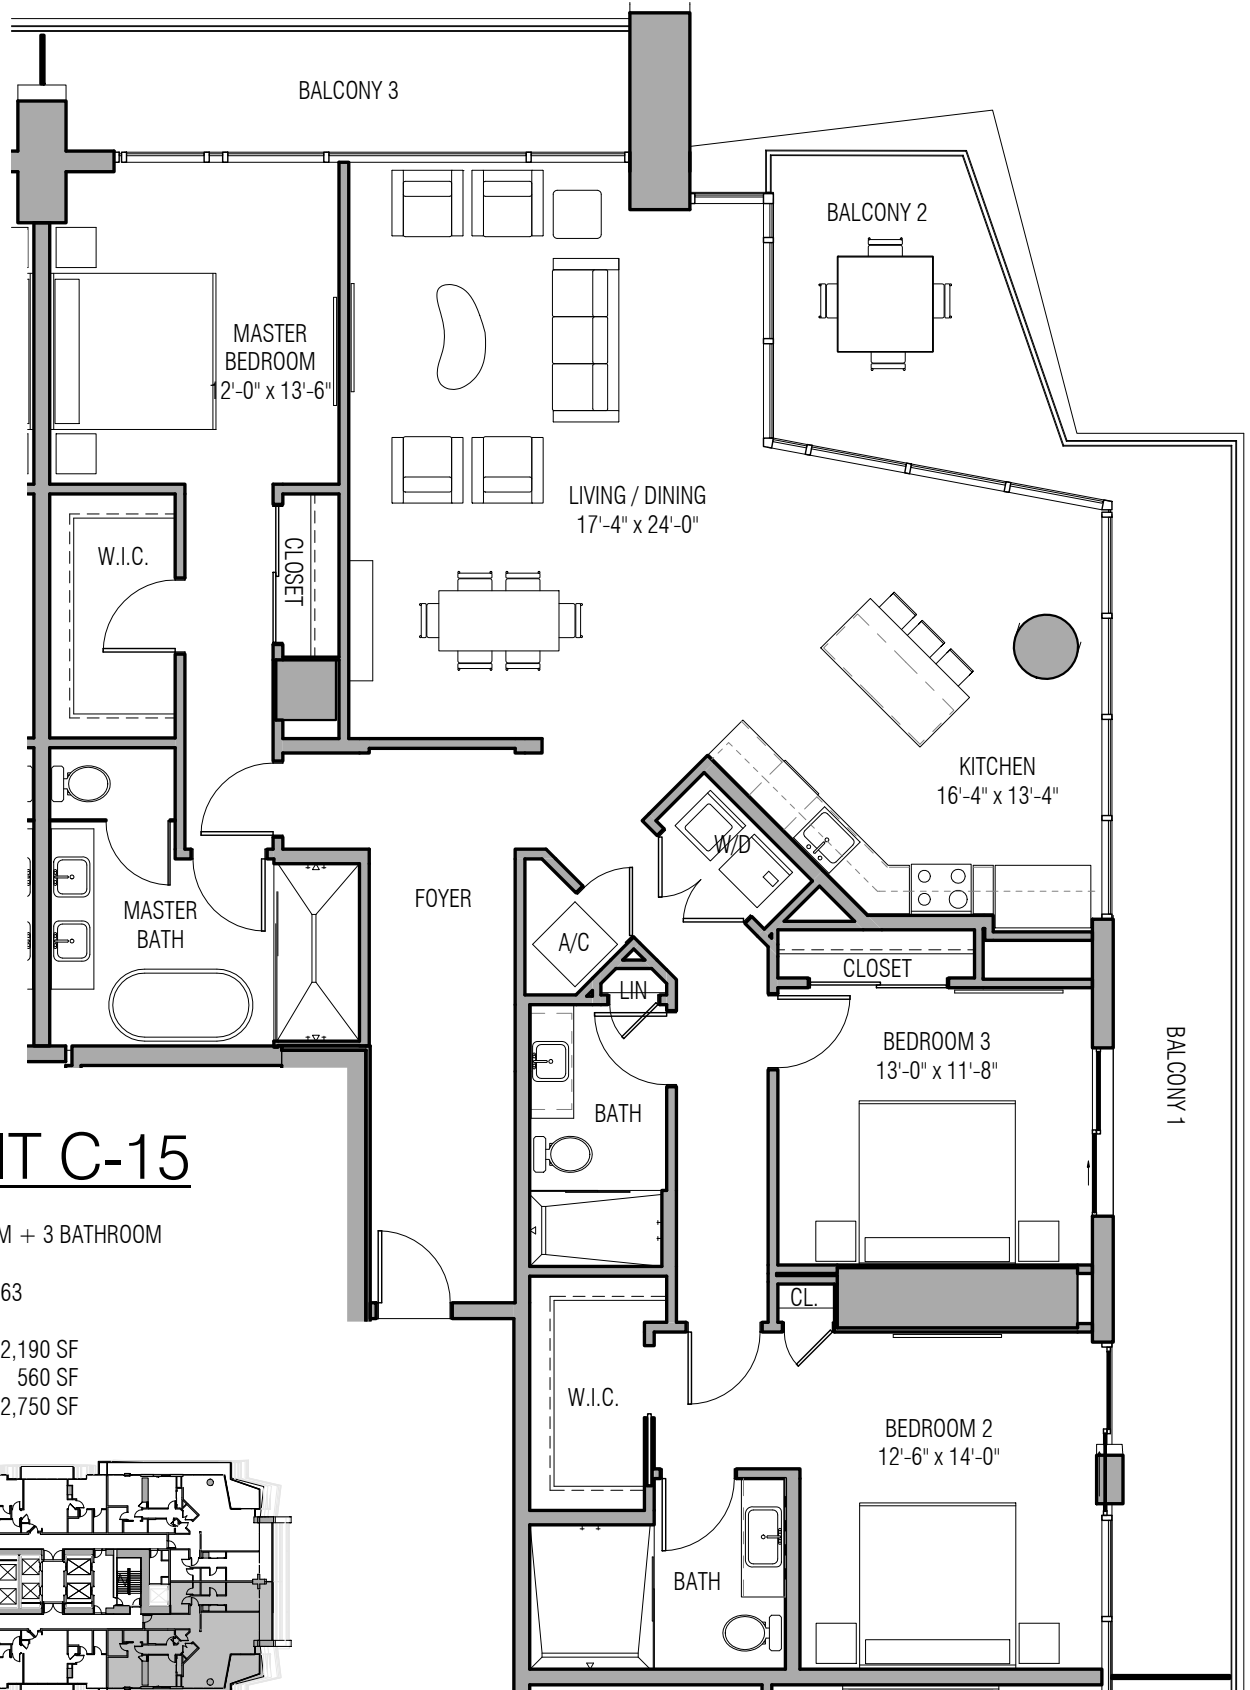 BALCONY 3
BALCONY 2
MASTER
BEDROOM
12'-0" x 13'-6"
LIVING / DINING
17'-4" x 24'-0"
W.I.C.
CLOSET
KITCHEN
16'-4" x 13'-4"
W/D
FOYER
MASTER
BATH
A/C
LIN
CLOSET
BEDROOM 3
13'-0" x 11'-8"
BALCONY 1
BATH
IT C-15
M + 3 BATHROOM
63
2,190 SF
560 SF
2,750 SF
CL.
W.I.C.
BEDROOM 2
12'-6" x 14'-0"
BATH